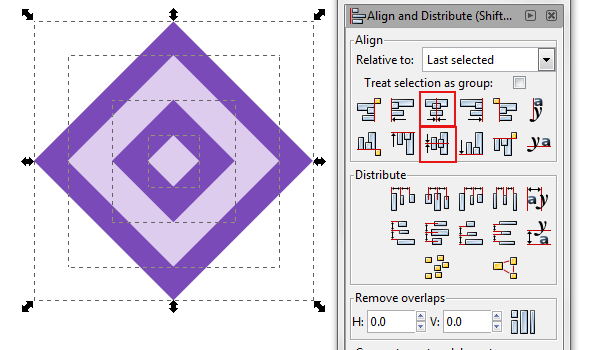 Align and Distribute (Shift...
Align
Relative to: Last selected
Treat selection as group:
Distribute
Remove overlaps
H: 0.0 V: 0.0